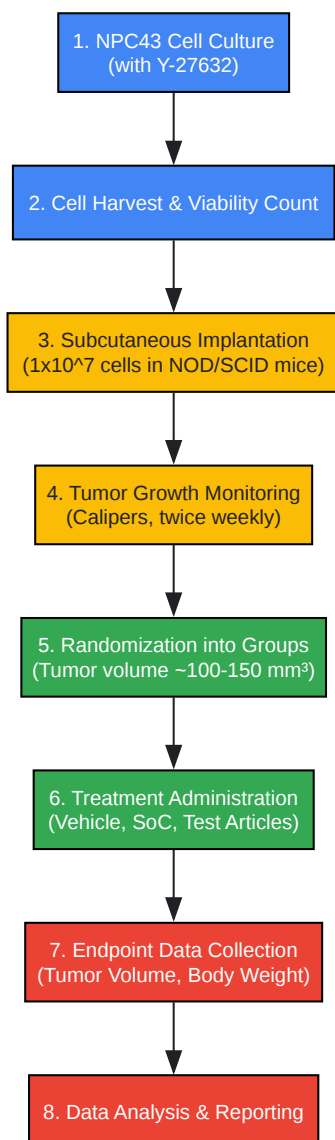 1. NPC43 Cell Culture
(with Y-27632)
2. Cell Harvest & Viability Count
3. Subcutaneous Implantation
(1x10^7 cells in NOD/SCID mice)
4. Tumor Growth Monitoring
(Calipers, twice weekly)
5. Randomization into Groups
(Tumor volume ~100-150 mm³)
6. Treatment Administration
(Vehicle, SoC, Test Articles)
7. Endpoint Data Collection
(Tumor Volume, Body Weight)
8. Data Analysis & Reporting